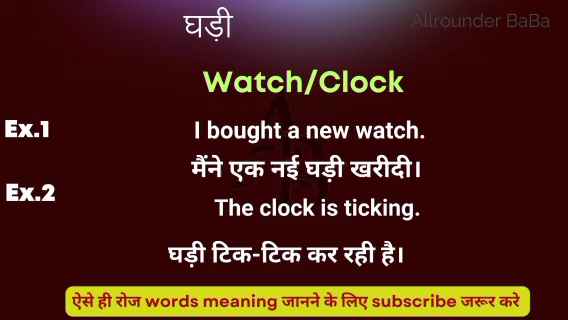 घड़ी
Allrounder BaBa
Watch/Clock
Ex.1 I bought a new watch.
मैंने एक नई घड़ी खरीदी।
Ex.2
The clock is ticking.
घड़ी टिक-टिक कर रही है।
ऐसे ही रोज words meaning जानने के लिए subscribe जरूर करे